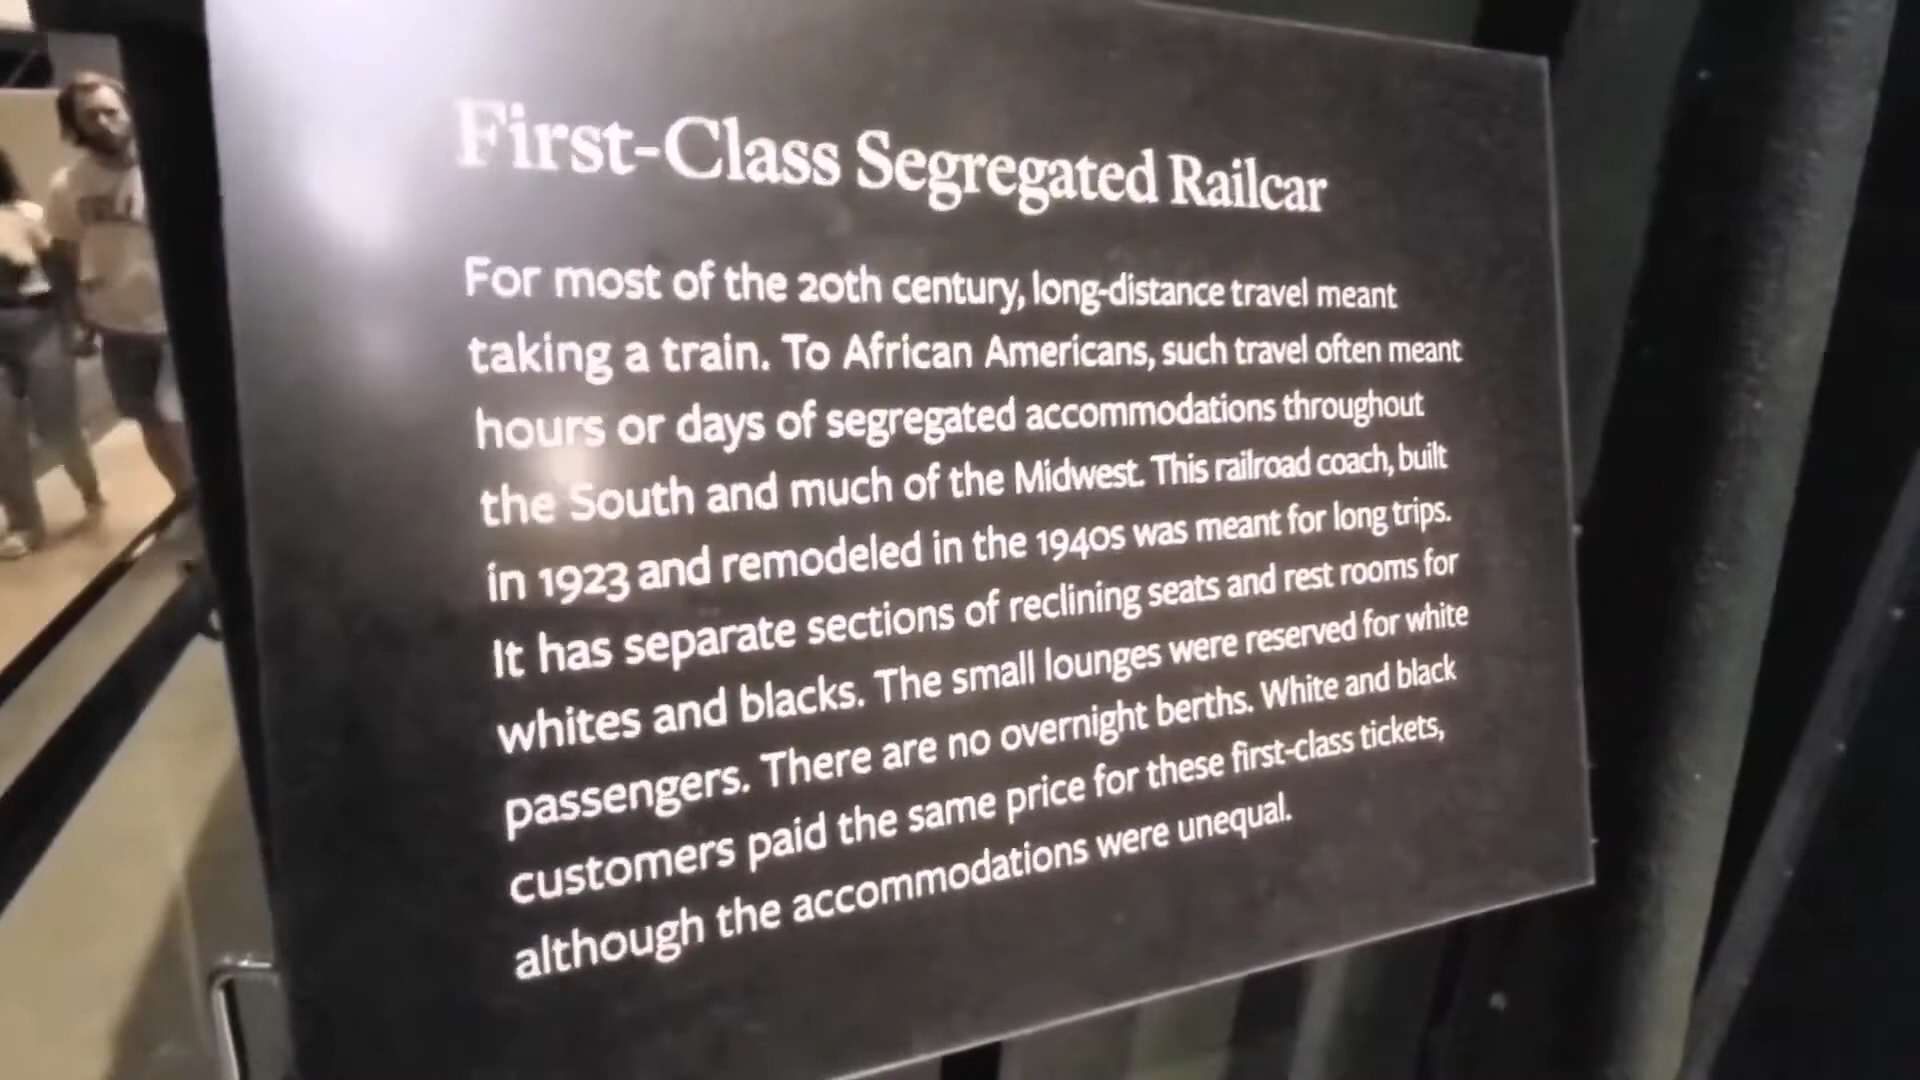 First-Class Segregated Railcar
For most of the 20th century, long-distance travel meant
taking a train. To African Americans, such travel often meant
hours or days of segregated accommodations throughout
the South and much of the Midwest. This railroad coach, built
in 1923 and remodeled in the 1940s was meant for long trips.
It has separate sections of reclining seats and rest rooms for
whites and blacks. The small lounges were reserved for white
passengers. There are no overnight berths. White and black
customers paid the same price for these first-class tickets,
although the accommodations were unequal.